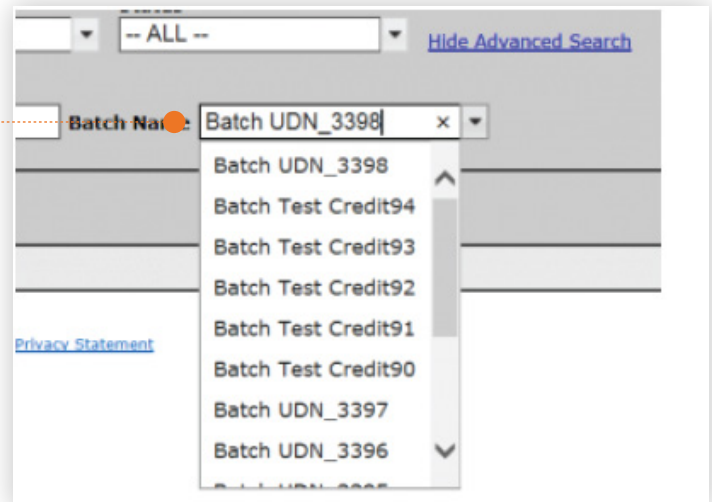 -- ALL --
Hide Advanced Search
Batch Name Batch UDN_3398
Batch UDN_3398
Batch Test Credit94
Batch Test Credit93
Batch Test Credit92
Batch Test Credit91
Batch Test Credit90
Batch UDN_3397
Batch UDN_3396
Privacy Statement